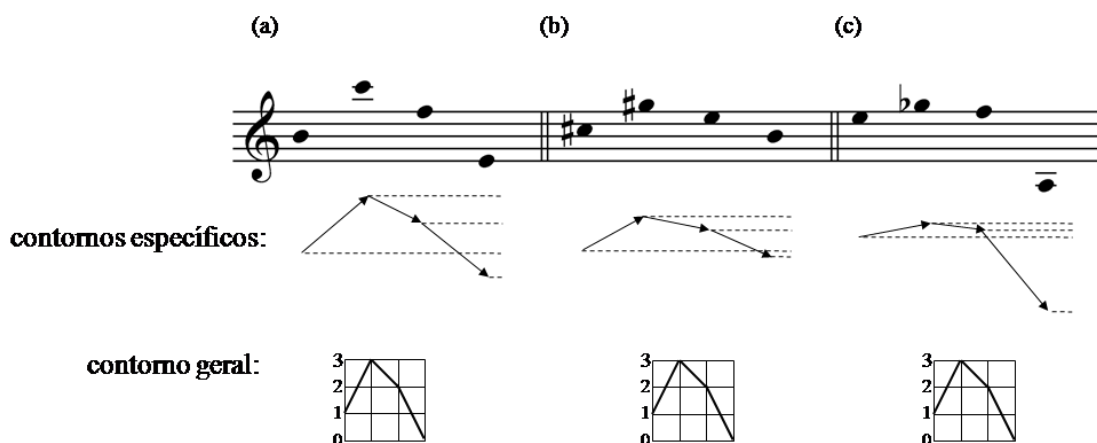 (a) (b) (c)
contornos específicos:
contorno geral:
3 3 3
2 2 2
1 1 1
0 0 0